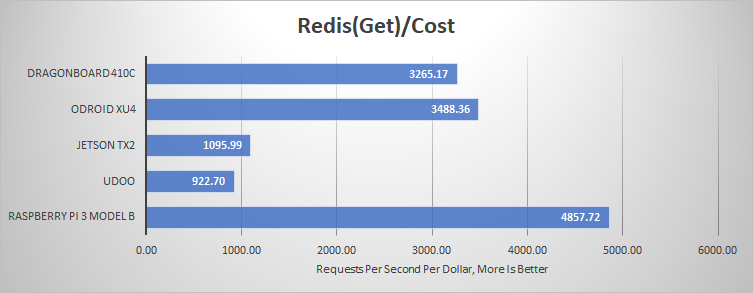 Redis(Get)/Cost
DRAGONBOARD 410C
3265.17
ODROID XU4
3488.36
JETSON TX2
1095.99
UDOO
922.70
RASPBERRY PI 3 MODEL B
4857.72
0.00 1000.00 2000.00 3000.00 4000.00 5000.00 6000.00
Requests Per Second Per Dollar, More Is Better